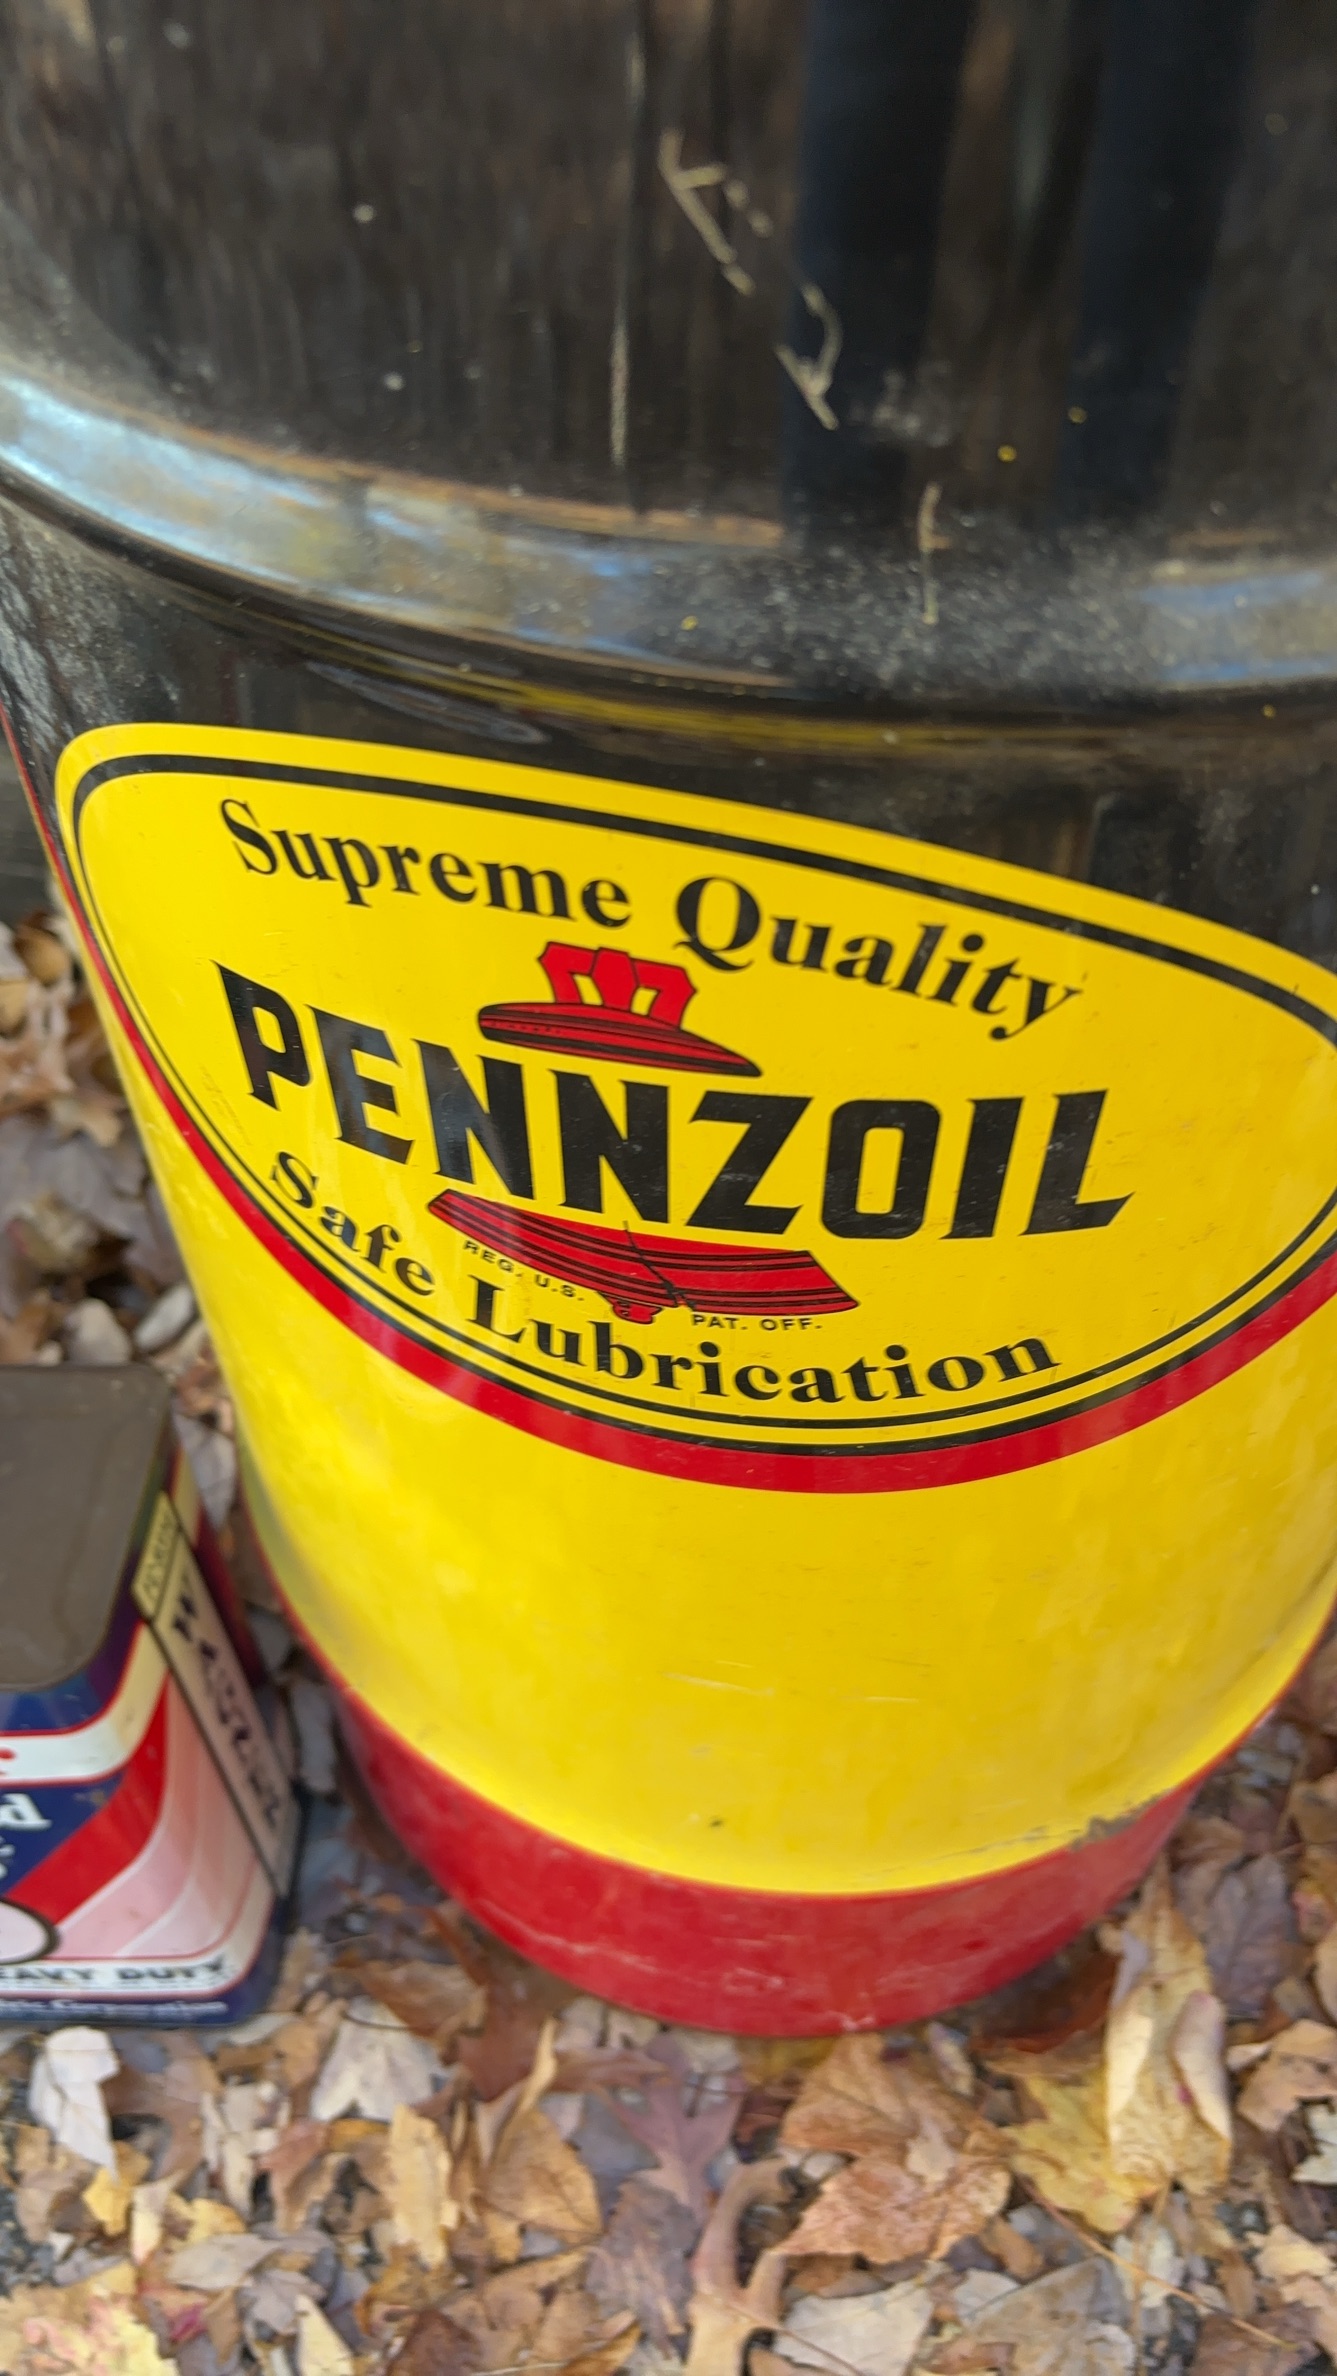 Supreme Quality
PENNZOIL
REG. U.S. PAT. OFF.
Safe Lubrication
HEAVY DUTY